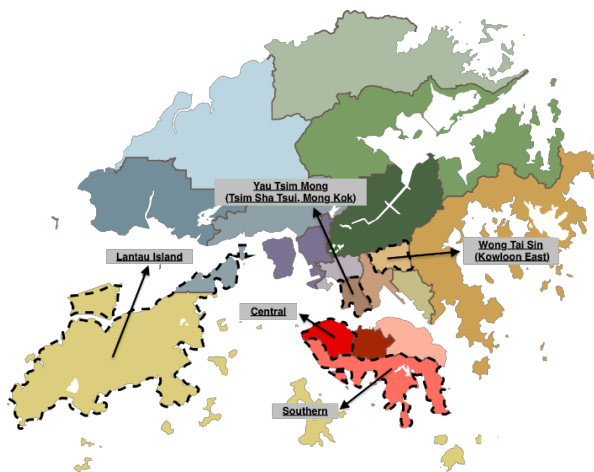 Yau Tsim Mong
(Tsim Sha Tsui, Mong Kok)
Lantau Island
Wong Tai Sin
(Kowloon East)
Central
Southern